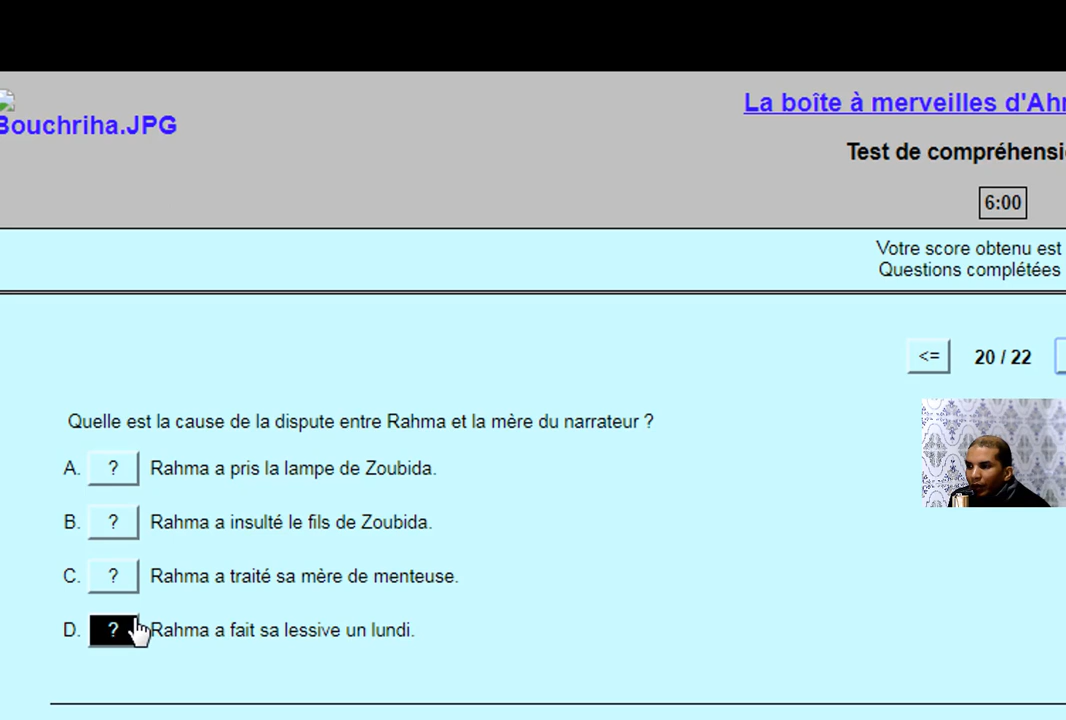 Bouchriha.JPG
La boîte à merveilles d'Ah
Test de compréhensi
6:00
Votre score obtenu est
Questions complétées
<= 20 / 22
Quelle est la cause de la dispute entre Rahma et la mère du narrateur ?
A. ? Rahma a pris la lampe de Zoubida.
B. ? Rahma a insulté le fils de Zoubida.
C. ? Rahma a traité sa mère de menteuse.
D. ? Rahma a fait sa lessive un lundi.